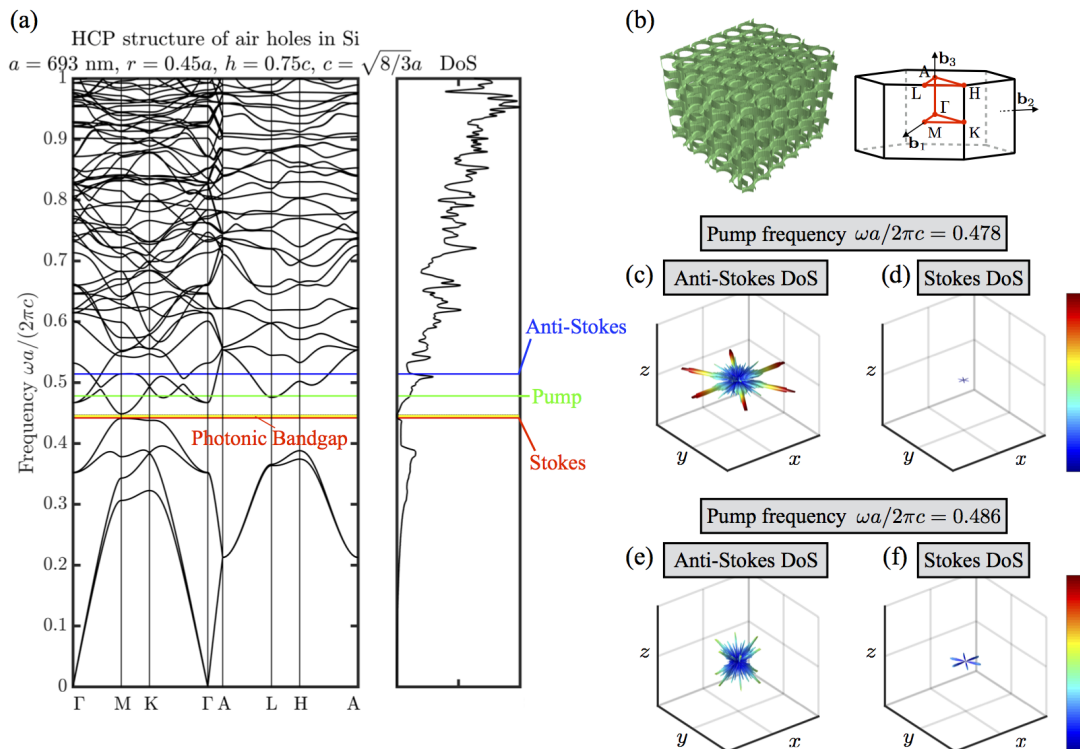 (a)
HCP structure of air holes in Si
a = 693 nm, r = 0.45a, h = 0.75c, c = √8/3a DoS
1
0.9
0.8
0.7
0.6
0.5
0.4
0.3
0.2
0.1
0
Frequency ωa/(2πc)
Γ M K Γ A L H A
Anti-Stokes
Pump
Photonic Bandgap
Stokes
(b)
b₃
A
L H
Γ
b₂
M K
b₁
Pump frequency ωa/2πc = 0.478
(c) Anti-Stokes DoS
z
y x
(d) Stokes DoS
z
y x
Pump frequency ωa/2πc = 0.486
(e) Anti-Stokes DoS
z
y x
(f) Stokes DoS
z
y x